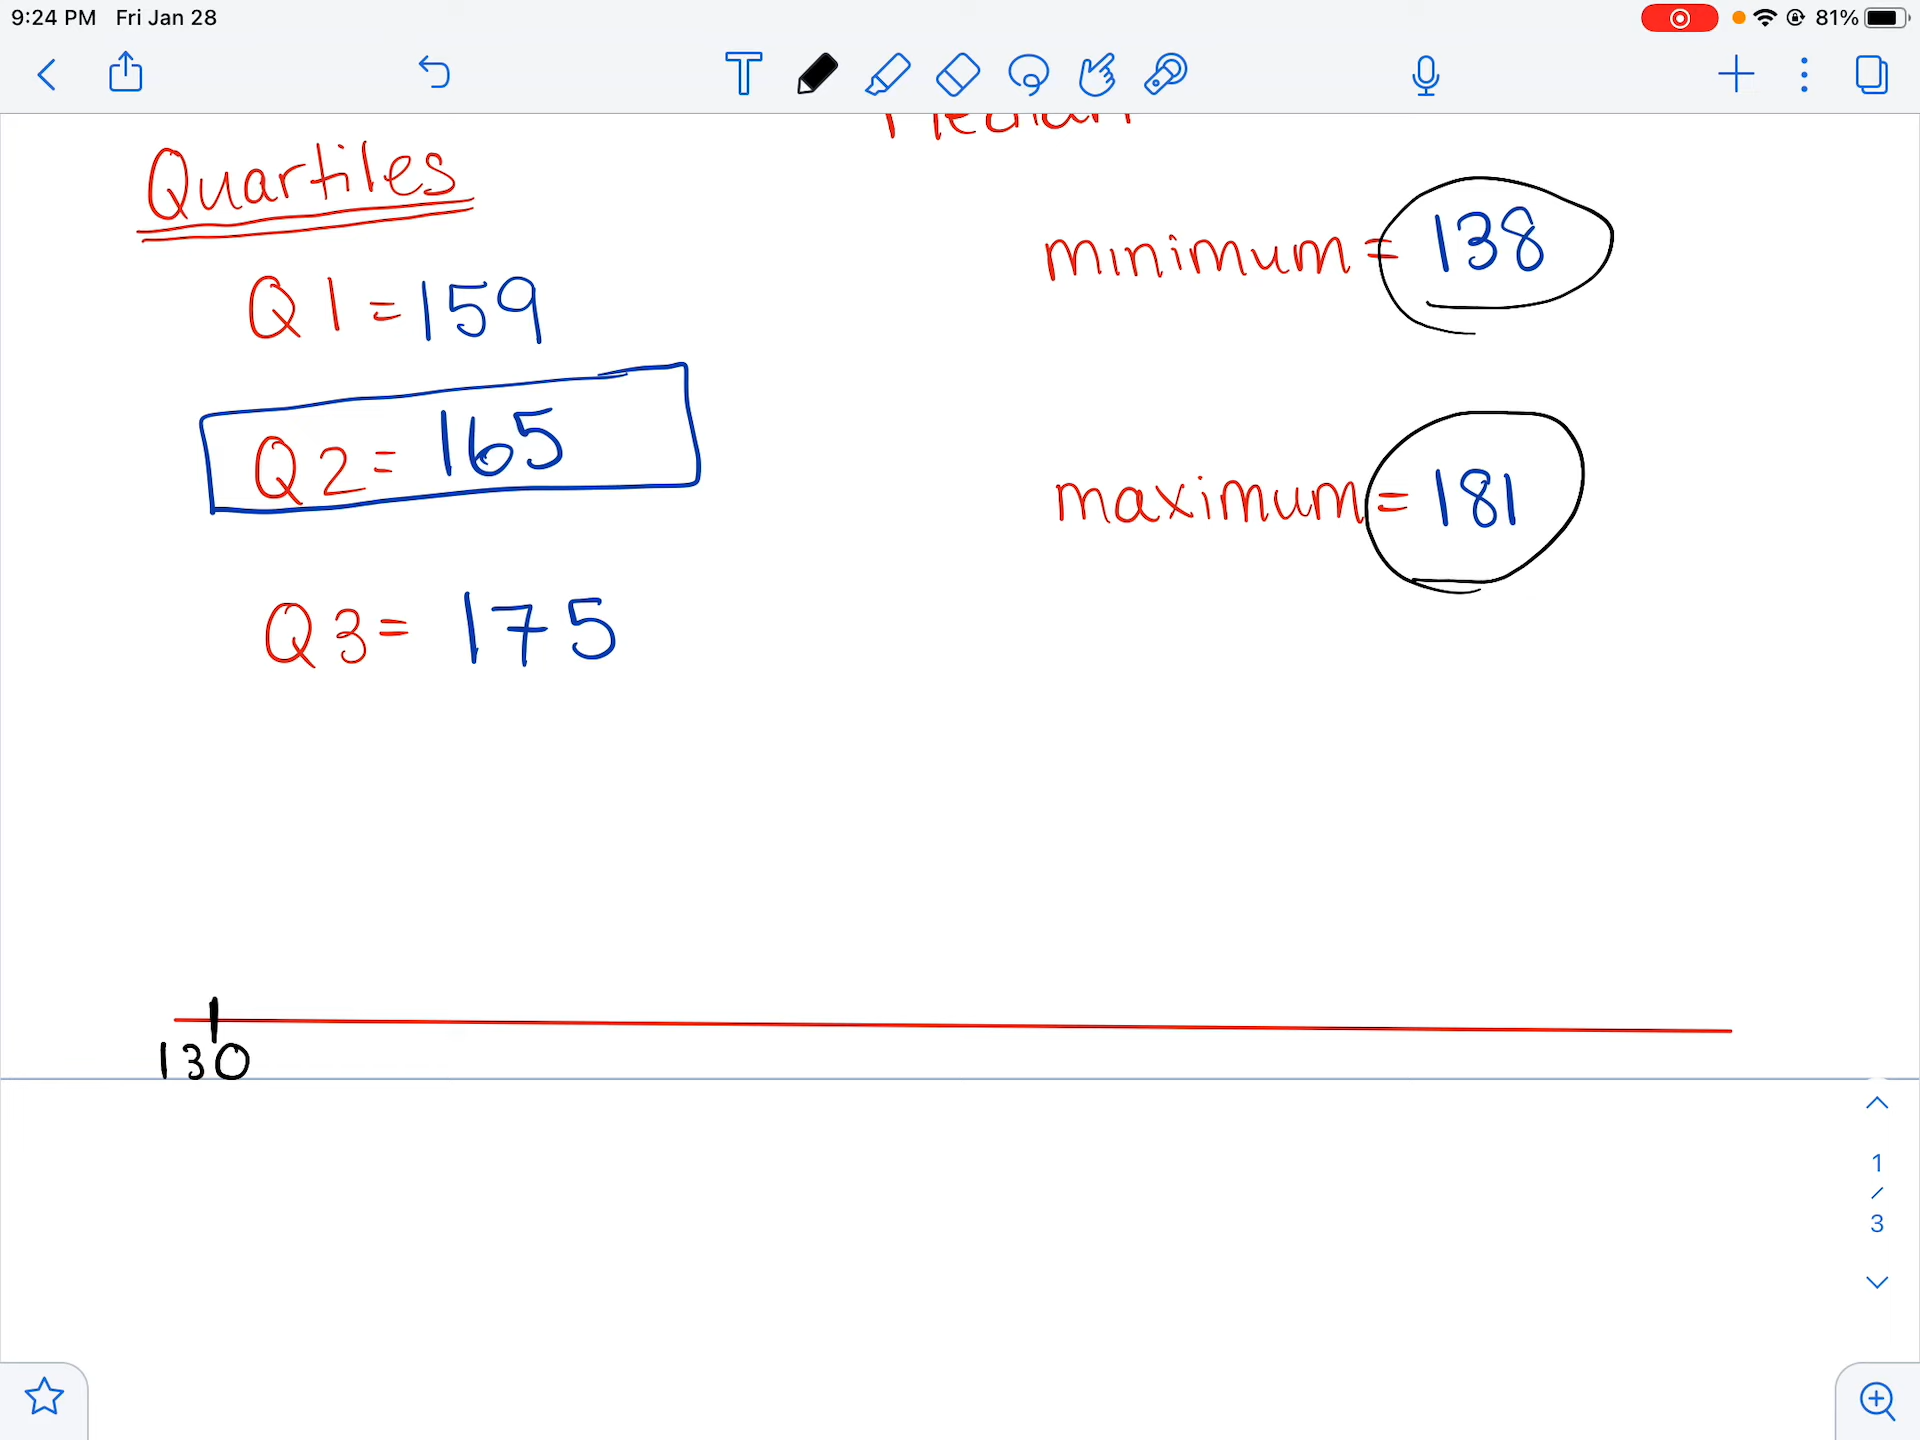 9:24 PM Fri Jan 28
81%
Median
Quartiles
minimum = 138
Q1 = 159
Q2 = 165
maximum = 181
Q3 = 175
130
1
/
3